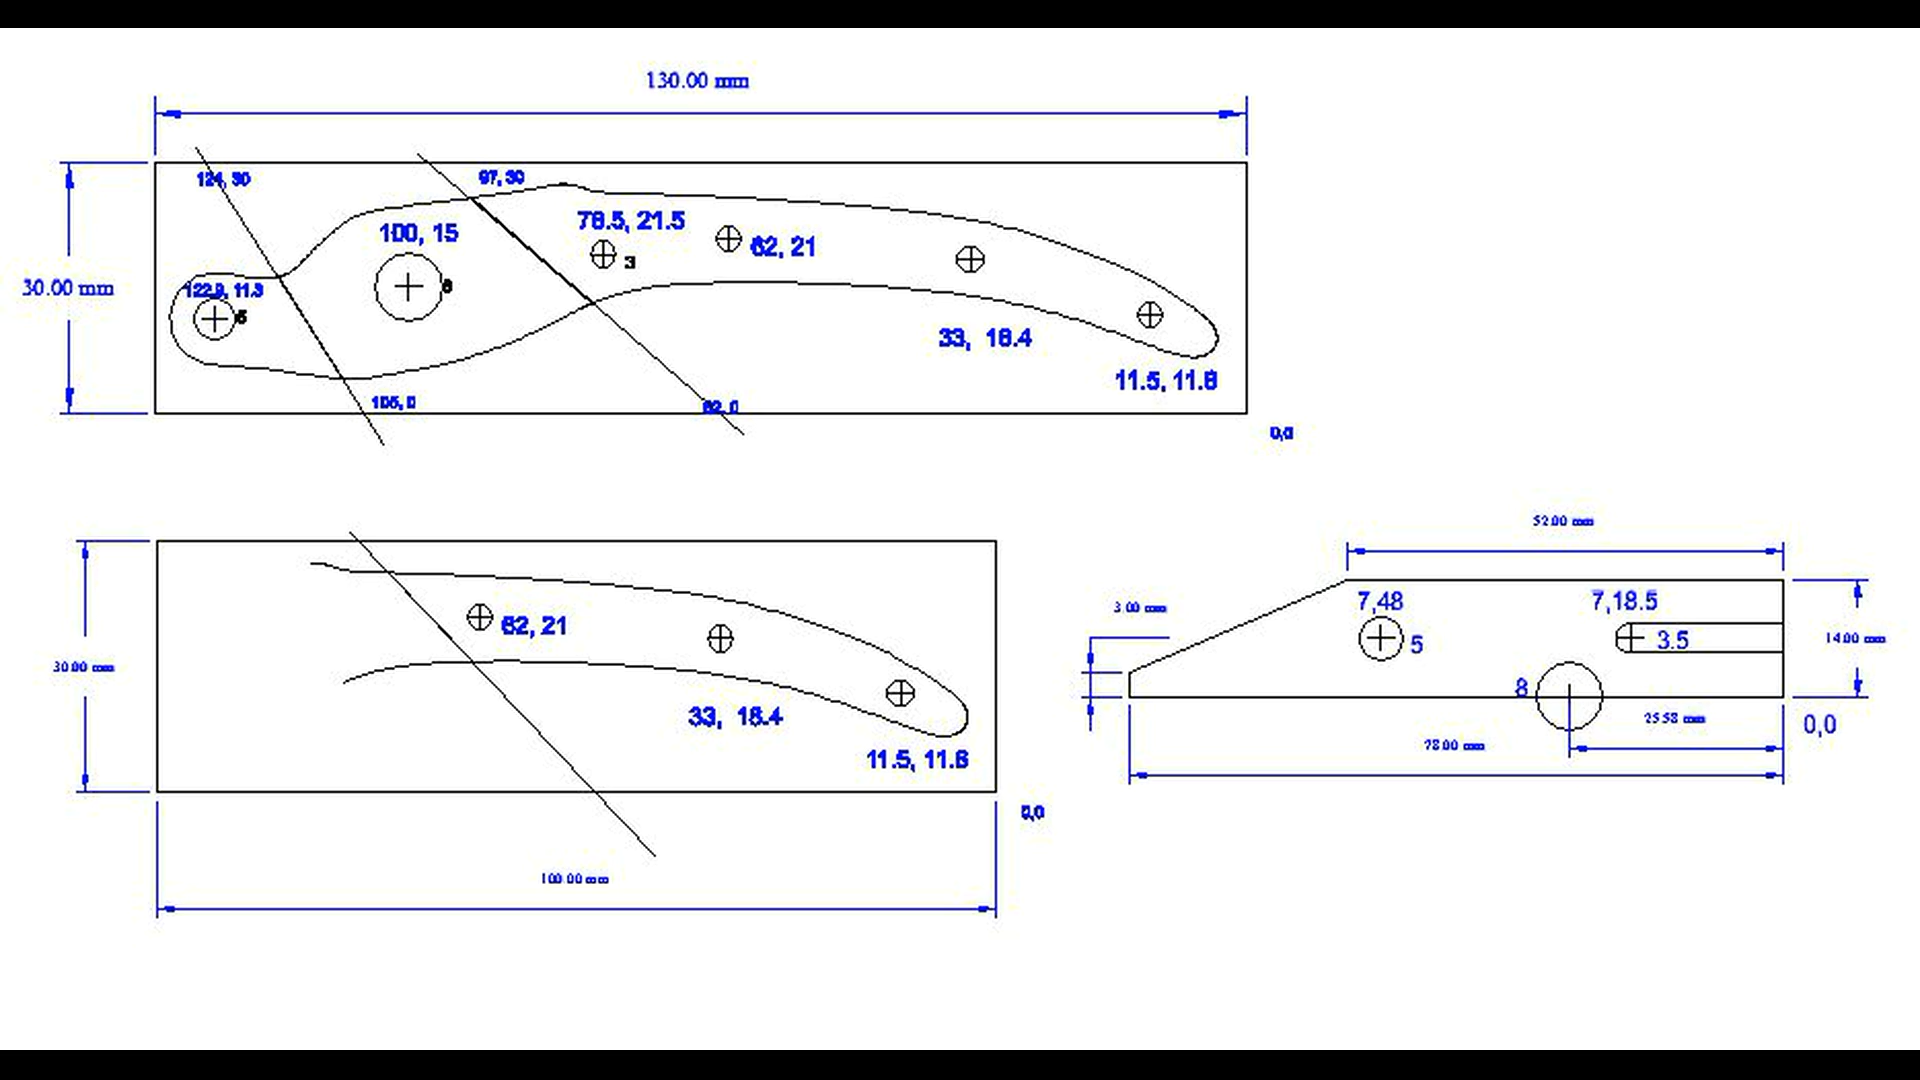 130.00 mm
124, 30
97, 30
78.5, 21.5
100, 15
62, 21
3
30.00 mm
122.9, 11.3
8
5
33, 18.4
11.5, 11.8
105, 0
62, 0
0,0
52.00 mm
7,48
7,18.5
3.00 mm
62, 21
5
3.5
14.00 mm
30.00 mm
8
33, 18.4
25.58 mm
0,0
78.00 mm
11.5, 11.8
0,0
100.00 mm